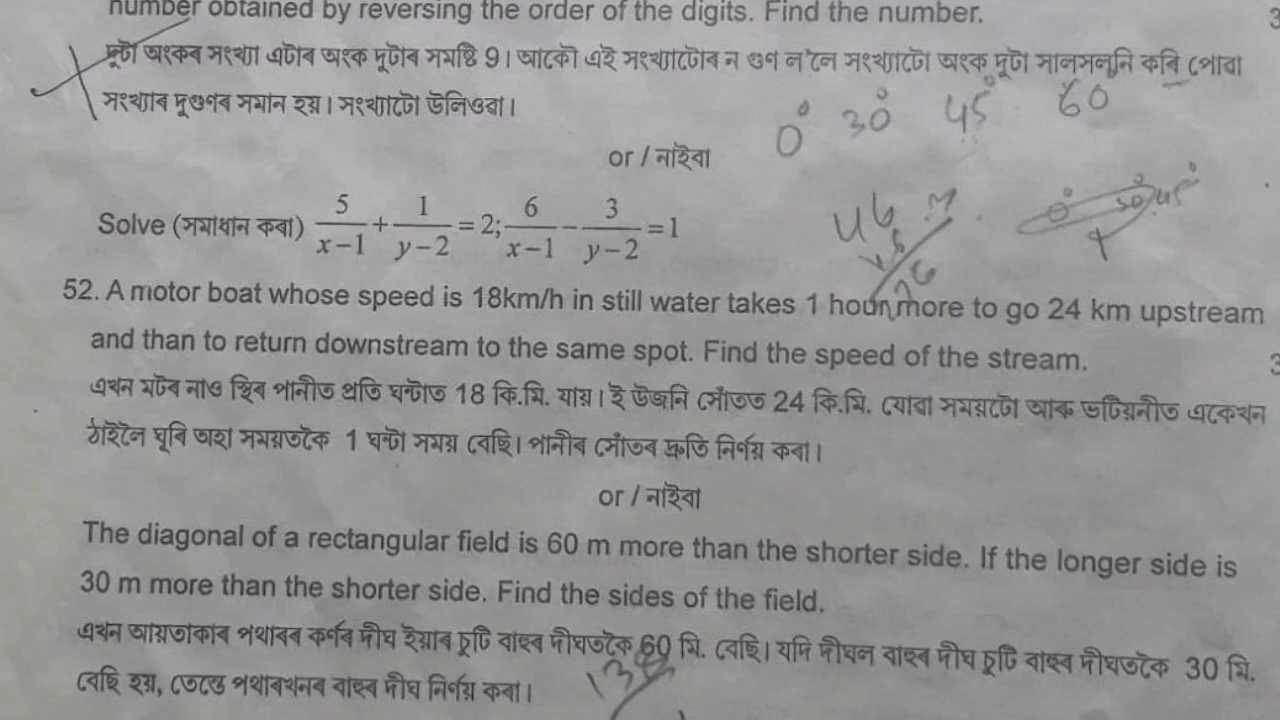 number obtained by reversing the order of the digits. Find the number.
3
দুটা অংকৰ সংখ্যা এটাৰ অংক দুটাৰ সমষ্টি 9। আকৌ এই সংখ্যাটোৰ ন গুণ ল'লে সংখ্যাটো অংক দুটা সালসলনি কৰি পোৱা
সংখ্যাৰ দুগুণৰ সমান হয়। সংখ্যাটো উলিওৱা।
0° 30° 45° 60°
or / নাইবা
Solve (সমাধান কৰা) 5/(x−1) + 1/(y−2) = 2; 6/(x−1) − 3/(y−2) = 1
52. A motor boat whose speed is 18km/h in still water takes 1 hour more to go 24 km upstream
and than to return downstream to the same spot. Find the speed of the stream.
3
এখন মটৰ নাও স্থিৰ পানীত প্ৰতি ঘন্টাত 18 কি.মি. যায়। ই উজনি সোঁতত 24 কি.মি. যোৱা সময়টো আৰু ভটিয়নীত একেখন
ঠাইলৈ ঘূৰি অহা সময়তকৈ 1 ঘন্টা সময় বেছি। পানীৰ সোঁতৰ দ্ৰুতি নিৰ্ণয় কৰা।
or / নাইবা
The diagonal of a rectangular field is 60 m more than the shorter side. If the longer side is
30 m more than the shorter side. Find the sides of the field.
এখন আয়তাকাৰ পথাৰৰ কৰ্ণৰ দীঘ ইয়াৰ চুটি বাহুৰ দীঘতকৈ 60 মি. বেছি। যদি দীঘল বাহুৰ দীঘ চুটি বাহুৰ দীঘতকৈ 30 মি.
বেছি হয়, তেন্তে পথাৰখনৰ বাহুৰ দীঘ নিৰ্ণয় কৰা।